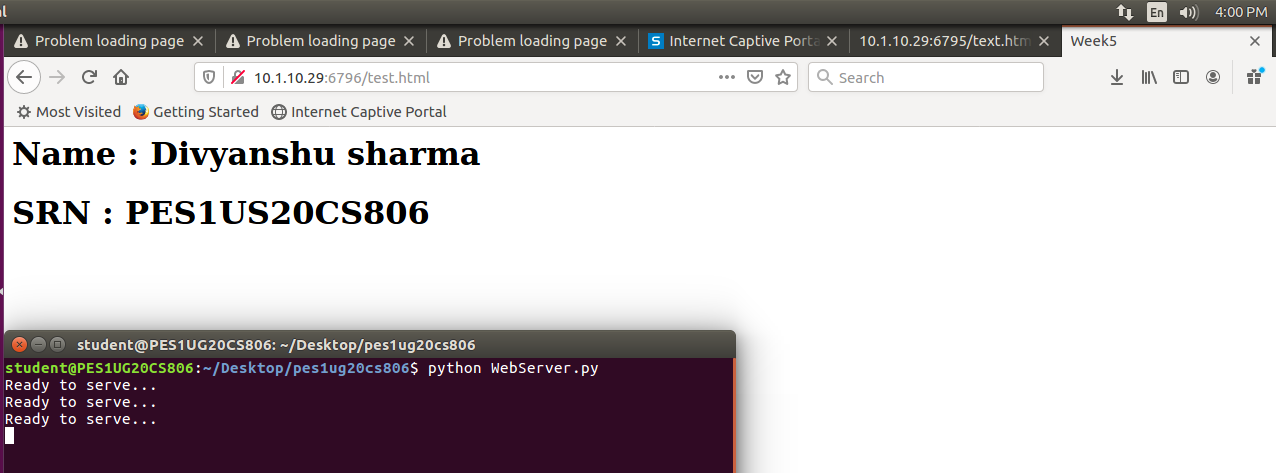 al
En
4:00 PM
Problem loading page
Problem loading page
Problem loading page
S Internet Captive Porta
10.1.10.29:6795/text.htm
Week5
10.1.10.29:6796/test.html
Search
Most Visited
Getting Started
Internet Captive Portal
Name : Divyanshu sharma
SRN : PES1US20CS806
student@PES1UG20CS806: ~/Desktop/pes1ug20cs806
student@PES1UG20CS806:~/Desktop/pes1ug20cs806$ python WebServer.py
Ready to serve...
Ready to serve...
Ready to serve...